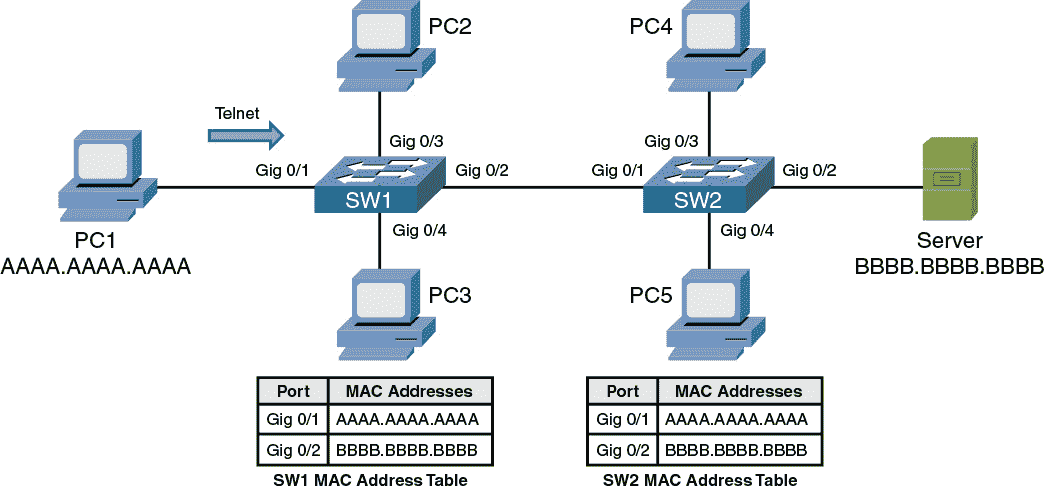 PC2
PC4
Telnet
Gig 0/3
Gig 0/3
Gig 0/1
Gig 0/2
Gig 0/1
Gig 0/2
SW1
SW2
Gig 0/4
Gig 0/4
PC1
AAAA.AAAA.AAAA
Server
BBBB.BBBB.BBBB
PC3
PC5
Port MAC Addresses
Gig 0/1 AAAA.AAAA.AAAA
Gig 0/2 BBBB.BBBB.BBBB
SW1 MAC Address Table
Port MAC Addresses
Gig 0/1 AAAA.AAAA.AAAA
Gig 0/2 BBBB.BBBB.BBBB
SW2 MAC Address Table